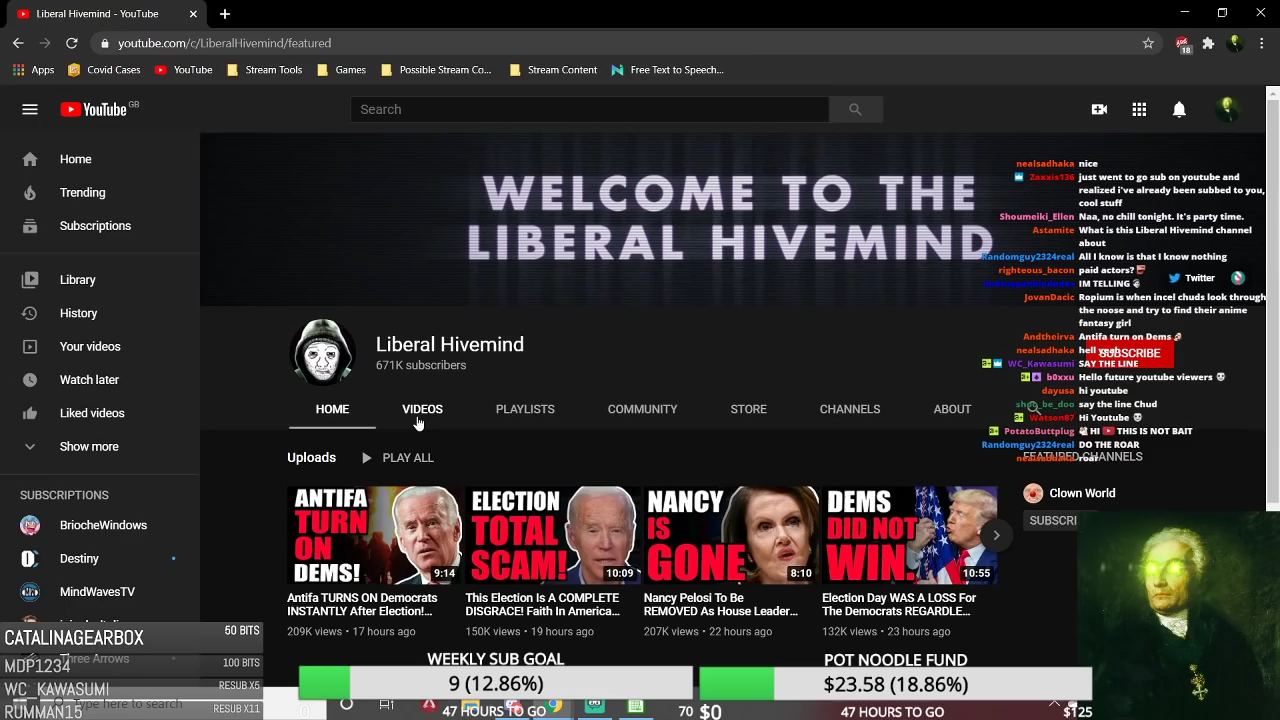 Liberal Hivemind - YouTube
youtube.com/c/LiberalHivemind/featured
18
Apps
Covid Cases
YouTube
Stream Tools
Games
Possible Stream Co...
Stream Content
Free Text to Speech...
YouTube GB
Search
Home
Trending
Subscriptions
Library
History
Your videos
Watch later
Liked videos
Show more
SUBSCRIPTIONS
BriocheWindows
Destiny
MindWavesTV
Three Arrows
WELCOME TO THE
LIBERAL HIVEMIND
Liberal Hivemind
671K subscribers
Twitter
SUBSCRIBE
HOME
VIDEOS
PLAYLISTS
COMMUNITY
STORE
CHANNELS
ABOUT
Uploads
PLAY ALL
FEATURED CHANNELS
Clown World
SUBSCRI
ANTIFA
TURN
ON
DEMS!
9:14
Antifa TURNS ON Democrats
INSTANTLY After Election!...
209K views • 17 hours ago
ELECTION
TOTAL
SCAM!
10:09
This Election Is A COMPLETE
DISGRACE! Faith In America...
150K views • 19 hours ago
NANCY
IS
GONE
8:10
Nancy Pelosi To Be
REMOVED As House Leader...
207K views • 22 hours ago
DEMS
DID NOT
WIN.
10:55
Election Day WAS A LOSS For
The Democrats REGARDLE...
132K views • 23 hours ago
nealsadhaka nice
Zaxxis136 just went to go sub on youtube and
realized i've already been subbed to you,
cool stuff
Shoumeiki_Ellen Naa, no chill tonight. It's party time.
Astamite What is this Liberal Hivemind channel
about
Randomguy2324real All I know is that I know nothing
righteous_bacon paid actors?
IM TELLING
JovanDacic Ropium is when incel chuds look through
the noose and try to find their anime
fantasy girl
Andtheirva Antifa turn on Dems
nealsadhaka hell
WC_Kawasumi SAY THE LINE
b0xxu Hello future youtube viewers
dayusa hi youtube
shoo_be_doo say the line Chud
Watson87 Hi Youtube
PotatoButtplug HI THIS IS NOT BAIT
Randomguy2324real DO THE ROAR
nealsadhaka roar
CATALINAGEARBOX 50 BITS
MDP1234 100 BITS
WC_KAWASUMI RESUB X6
RUMMAN15 RESUB X11
here to search
WEEKLY SUB GOAL
9 (12.86%)
0 47 HOURS TO GO 70
POT NOODLE FUND
$23.58 (18.86%)
$0 47 HOURS TO GO $125